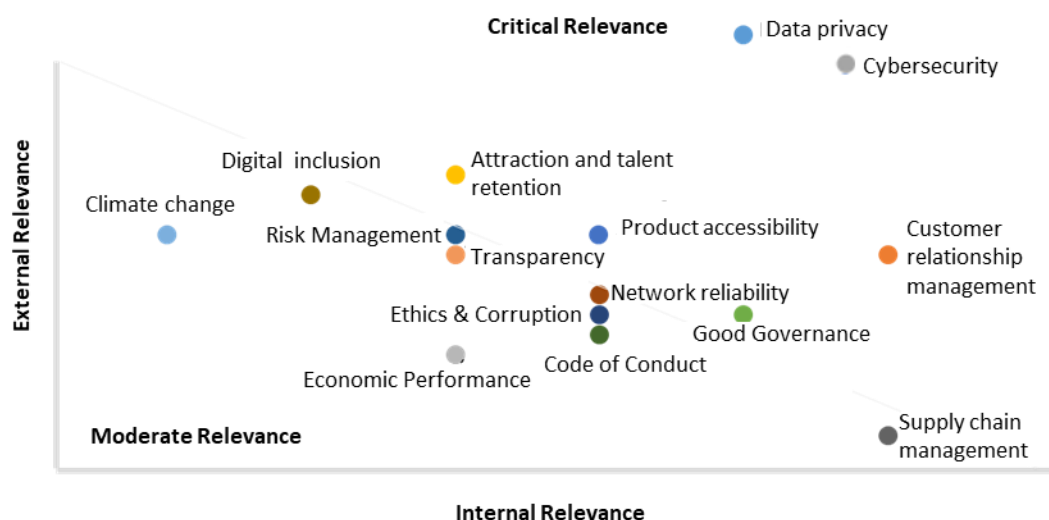 Critical Relevance
Data privacy
Cybersecurity
Digital inclusion
Attraction and talent
retention
Climate change
Risk Management
Product accessibility
Customer
relationship
management
Transparency
Network reliability
Ethics & Corruption
Good Governance
Code of Conduct
Economic Performance
Supply chain
management
Moderate Relevance
External Relevance
Internal Relevance